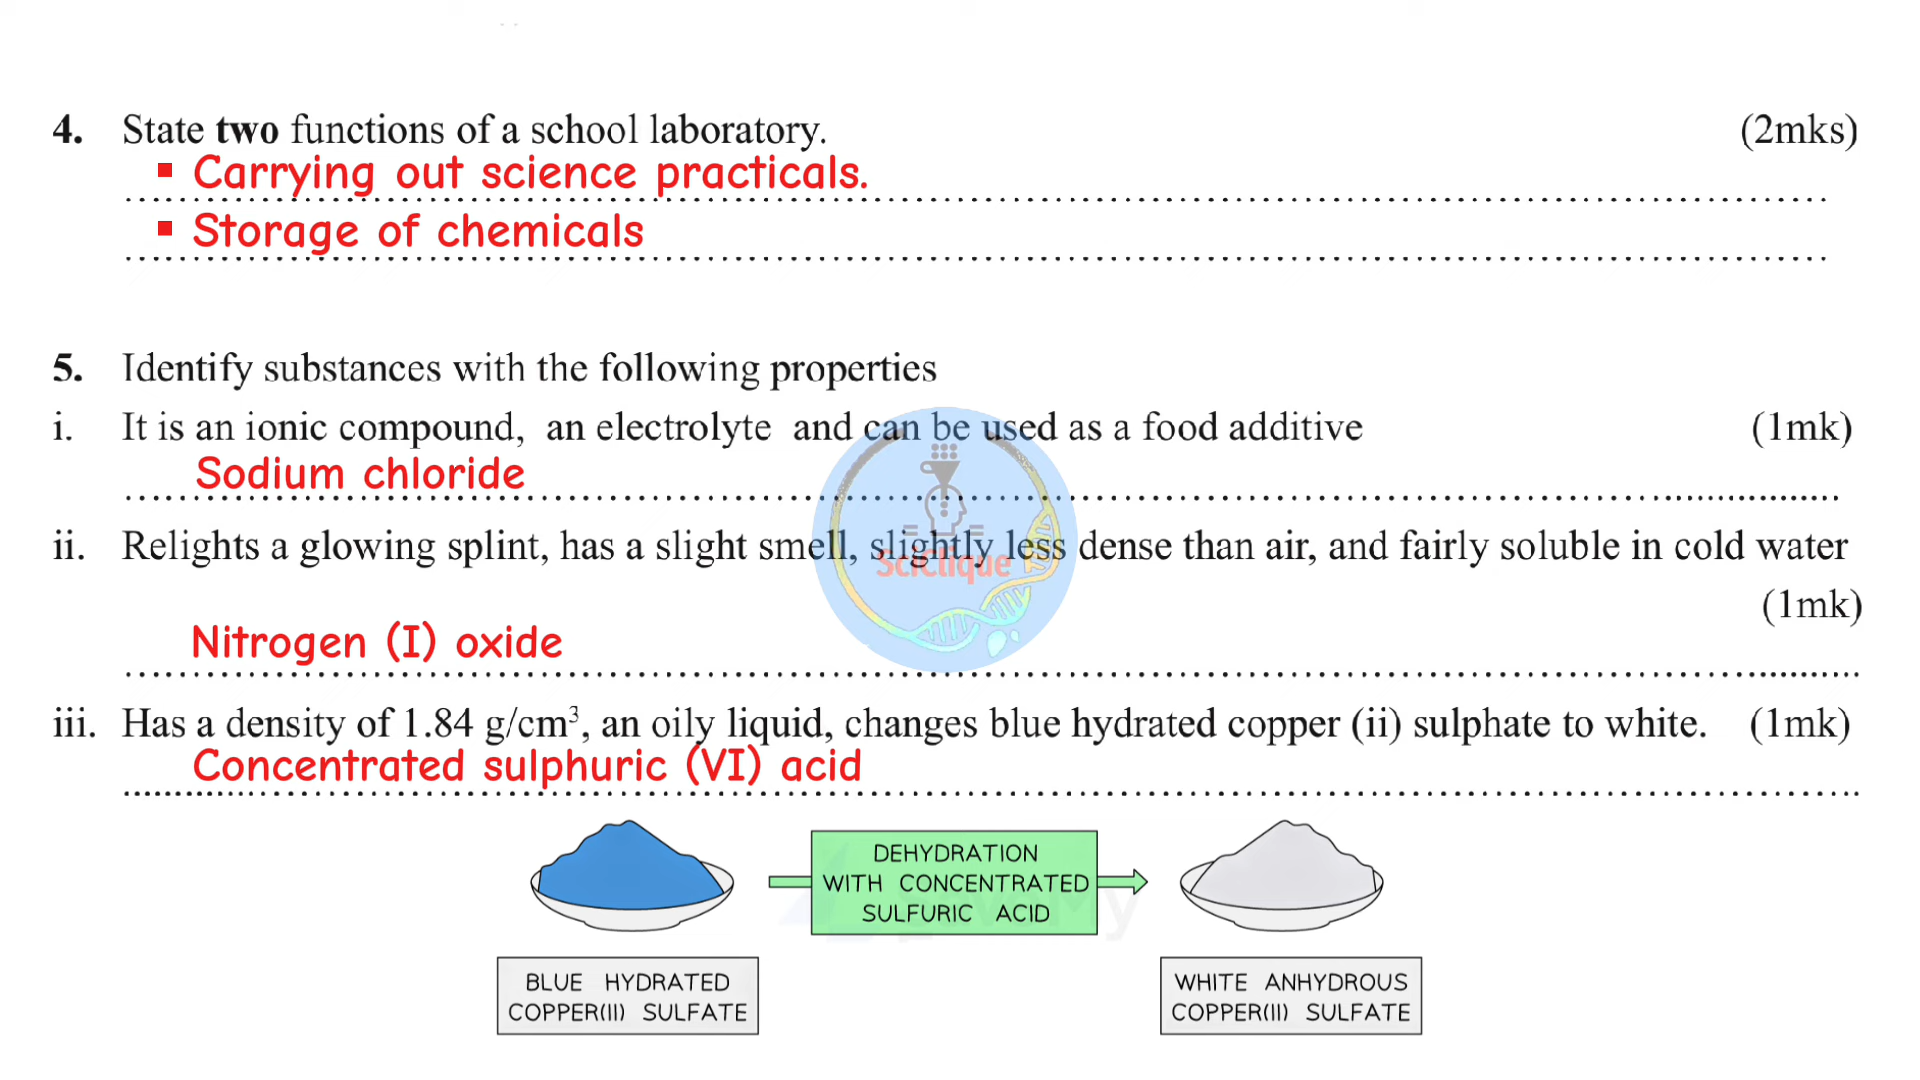 4. State two functions of a school laboratory. (2mks)
▪ Carrying out science practicals.
▪ Storage of chemicals
5. Identify substances with the following properties
i. It is an ionic compound, an electrolyte and can be used as a food additive (1mk)
Sodium chloride
ii. Relights a glowing splint, has a slight smell, slightly less dense than air, and fairly soluble in cold water
SciClique
(1mk)
Nitrogen (I) oxide
iii. Has a density of 1.84 g/cm³, an oily liquid, changes blue hydrated copper (ii) sulphate to white. (1mk)
Concentrated sulphuric (VI) acid
DEHYDRATION
WITH CONCENTRATED
SULFURIC ACID
BLUE HYDRATED
COPPER(II) SULFATE
WHITE ANHYDROUS
COPPER(II) SULFATE